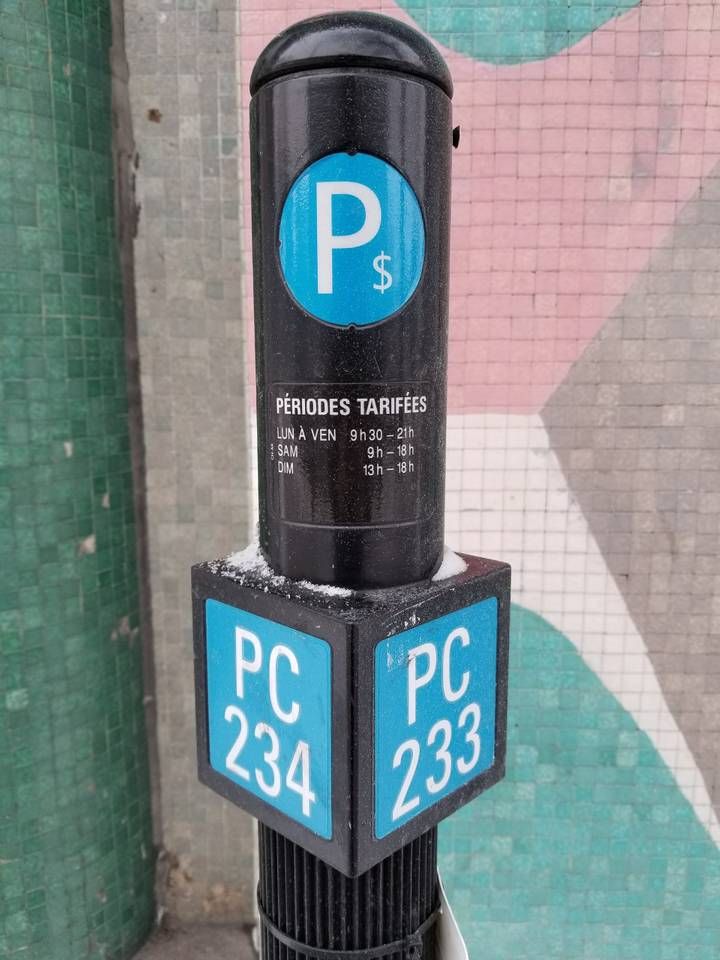 P$
PÉRIODES TARIFÉES
LUN À VEN 9h30 – 21h
SAM 9h – 18h
DIM 13h – 18h
PC
234
PC
233